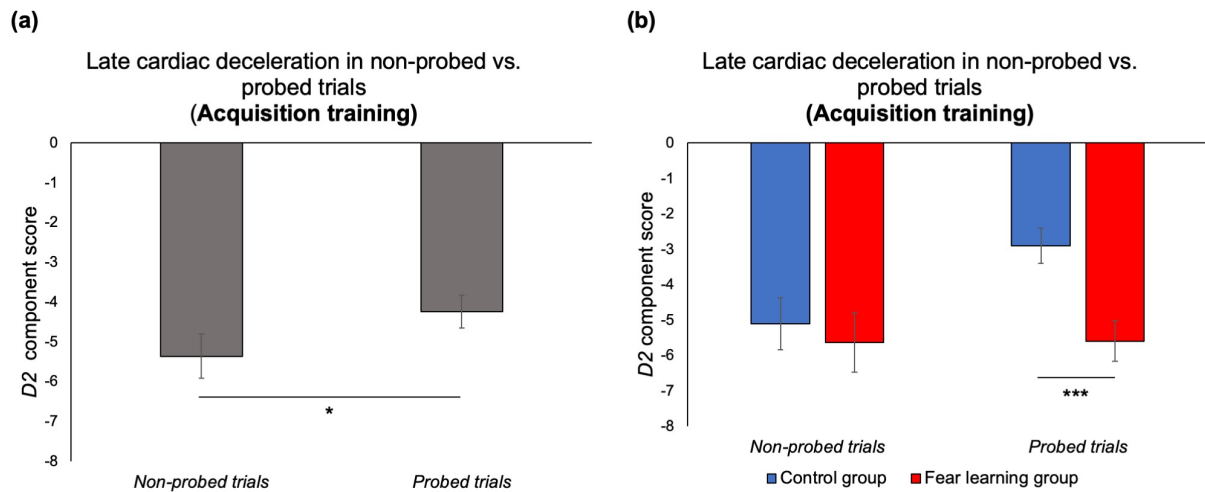 (a)
Late cardiac deceleration in non-probed vs.
probed trials
(Acquisition training)
0
-1
-2
-3
-4
-5
-6
-7
-8
D2 component score
*
Non-probed trials
Probed trials
(b)
Late cardiac deceleration in non-probed vs.
probed trials
(Acquisition training)
0
-1
-2
-3
-4
-5
-6
-7
-8
D2 component score
***
Non-probed trials
Probed trials
Control group
Fear learning group